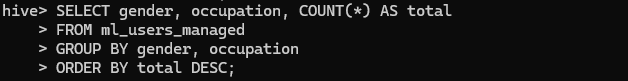 hive> SELECT gender, occupation, COUNT(*) AS total
    > FROM ml_users_managed
    > GROUP BY gender, occupation
    > ORDER BY total DESC;